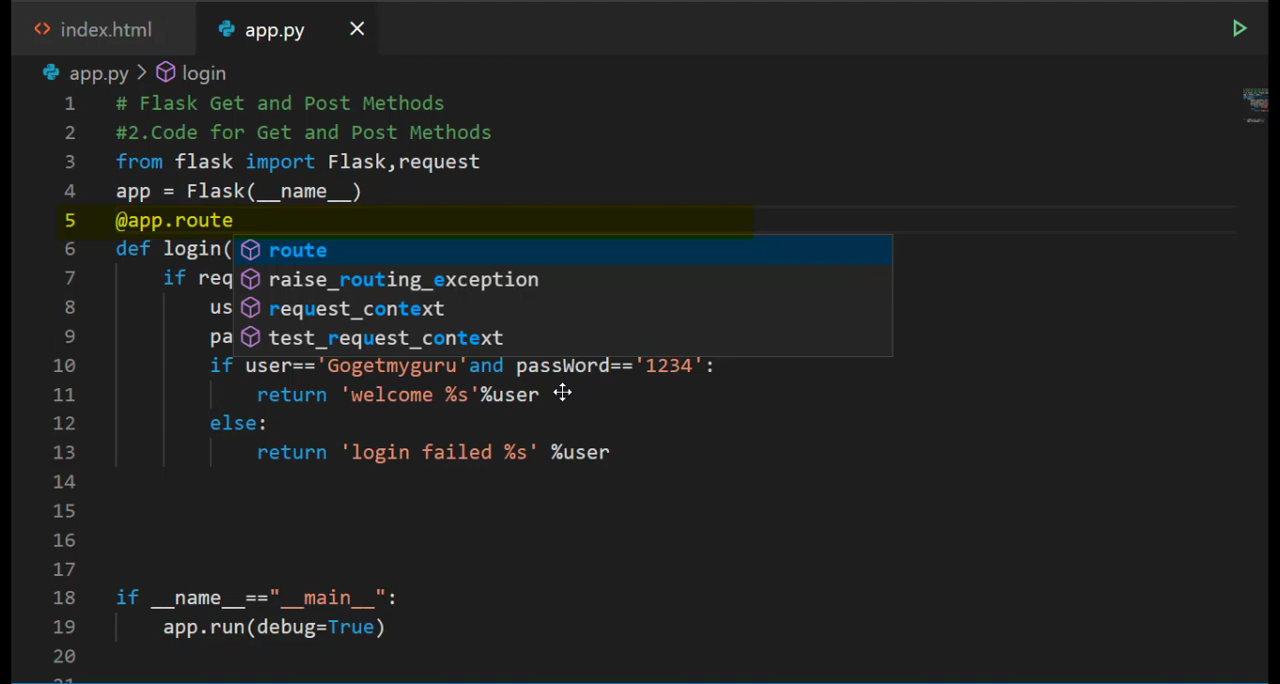 index.html
app.py
app.py > login
1 # Flask Get and Post Methods
2 #2.Code for Get and Post Methods
3 from flask import Flask,request
4 app = Flask(__name__)
5 @app.route
6 def login(
route
7 if req
raise_routing_exception
8 us
request_context
9 pa
test_request_context
10 if user=='Gogetmyguru'and passWord=='1234':
11 return 'welcome %s'%user
12 else:
13 return 'login failed %s' %user
14
15
16
17
18 if __name__=="__main__":
19 app.run(debug=True)
20